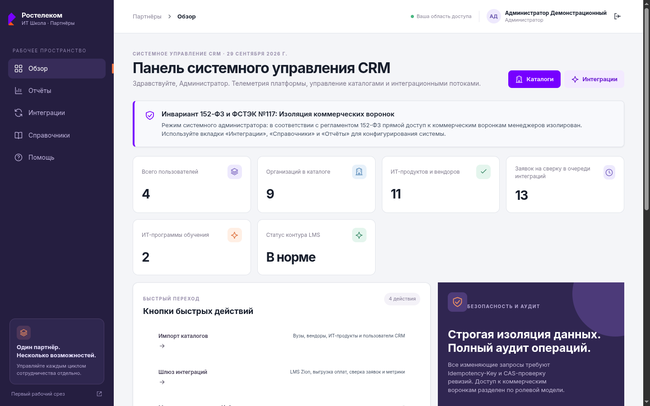 Ростелеком
ИТ Школа · Партнёры
РАБОЧЕЕ ПРОСТРАНСТВО
Обзор
Отчёты
Интеграции
Справочники
Помощь
Один партнёр.
Несколько возможностей.
Управляйте каждым циклом
сотрудничества отдельно.
Первый рабочий срез
Партнёры > Обзор
Ваша область доступа
АД
Администратор Демонстрационный
Администратор
СИСТЕМНОЕ УПРАВЛЕНИЕ CRM · 29 СЕНТЯБРЯ 2026 Г.
Панель системного управления CRM
Здравствуйте, Администратор. Телеметрия платформы, управление каталогами и интеграционными потоками.
Каталоги
Интеграции
Инвариант 152-ФЗ и ФСТЭК №117: Изоляция коммерческих воронок
Режим системного администратора: в соответствии с регламентом 152-ФЗ прямой доступ к коммерческим воронкам менеджеров изолирован.
Используйте вкладки «Интеграции», «Справочники» и «Отчёты» для конфигурирования системы.
Всего пользователей
4
Организаций в каталоге
9
ИТ-продуктов и вендоров
11
Заявок на сверку в очереди
интеграции
13
ИТ-программы обучения
2
Статус контура LMS
В норме
БЫСТРЫЙ ПЕРЕХОД
4 действия
Кнопки быстрых действий
Импорт каталогов
Вузы, вендоры, ИТ-продукты и пользователи CRM
→
Шлюз интеграций
LMS Zion, выгрузка оплат, сверка заявок и метрики
→
БЕЗОПАСНОСТЬ И АУДИТ
Строгая изоляция данных.
Полный аудит операций.
Все изменяющие запросы требуют
Idempotency-Key и CAS-проверку
ревизий. Доступ к коммерческим
воронкам разделен по ролевой модели.